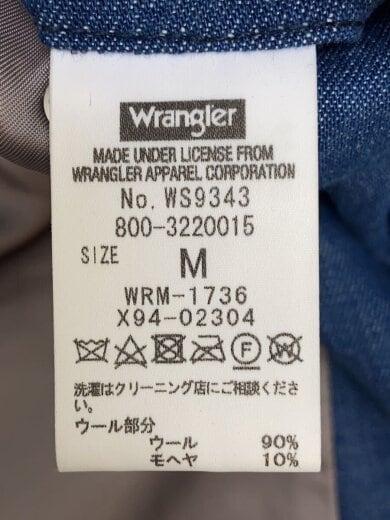 Wrangler
MADE UNDER LICENSE FROM
WRANGLER APPAREL CORPORATION
No. WS9343
800-3220015
SIZE M
WRM-1736
X94-02304
F W
洗濯はクリーニング店にご相談くださ
い。
ウール部分
ウール 90%
モヘヤ 10%